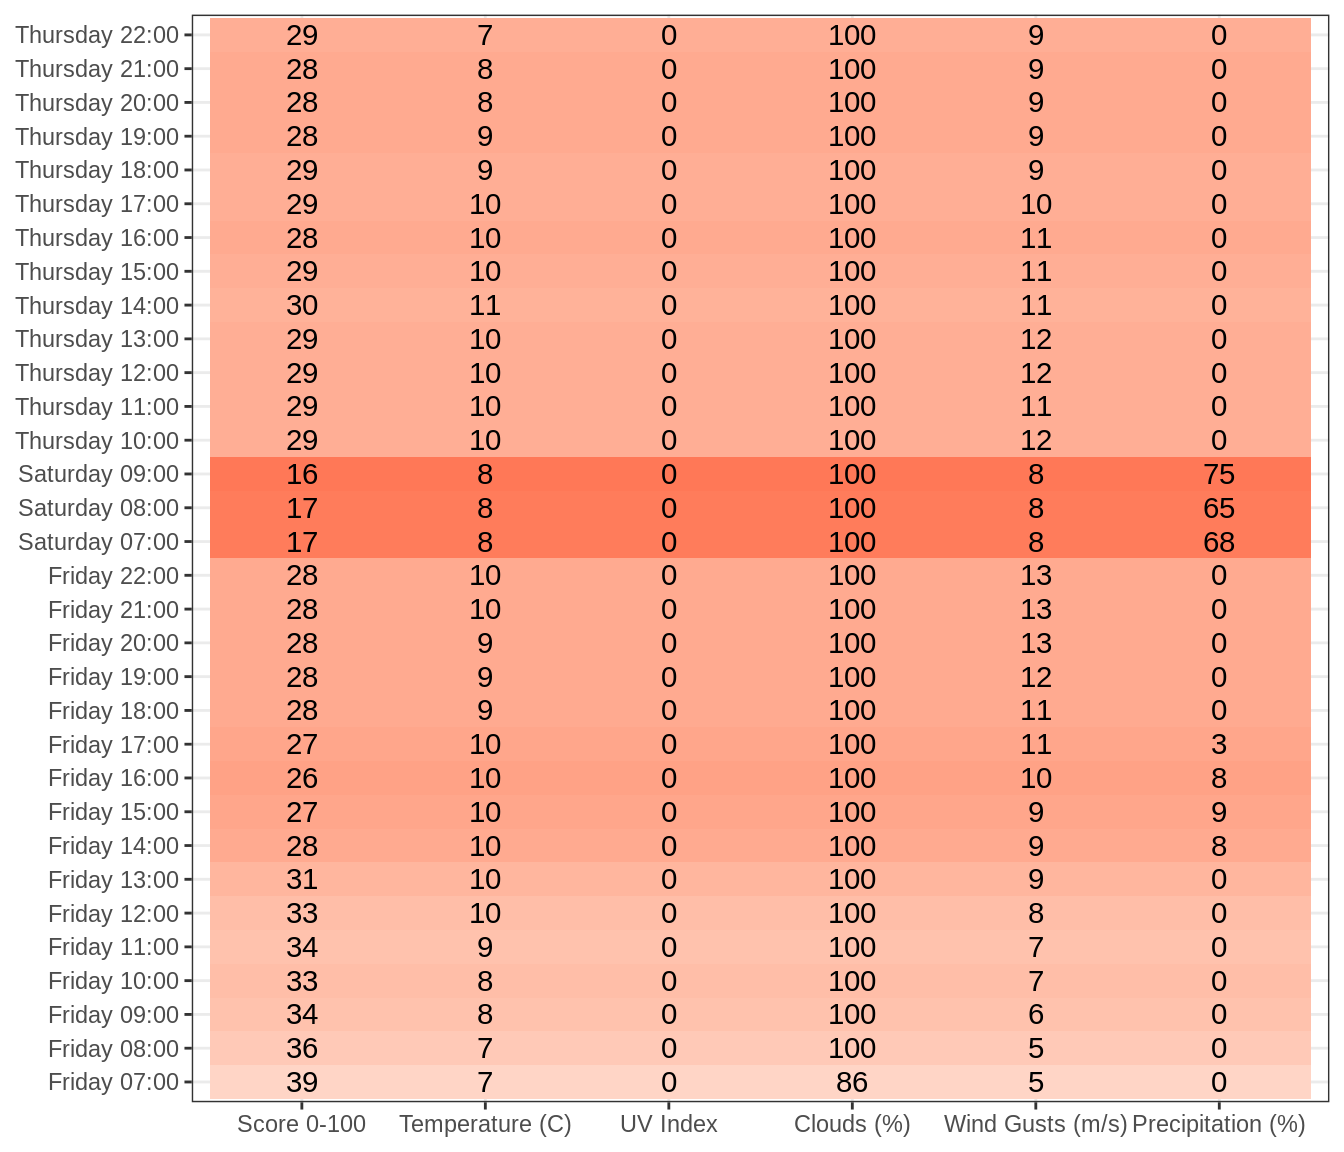 Thursday 22:00 29 7 0 100 9 0
Thursday 21:00 28 8 0 100 9 0
Thursday 20:00 28 8 0 100 9 0
Thursday 19:00 28 9 0 100 9 0
Thursday 18:00 29 9 0 100 9 0
Thursday 17:00 29 10 0 100 10 0
Thursday 16:00 28 10 0 100 11 0
Thursday 15:00 29 10 0 100 11 0
Thursday 14:00 30 11 0 100 11 0
Thursday 13:00 29 10 0 100 12 0
Thursday 12:00 29 10 0 100 12 0
Thursday 11:00 29 10 0 100 11 0
Thursday 10:00 29 10 0 100 12 0
Saturday 09:00 16 8 0 100 8 75
Saturday 08:00 17 8 0 100 8 65
Saturday 07:00 17 8 0 100 8 68
Friday 22:00 28 10 0 100 13 0
Friday 21:00 28 10 0 100 13 0
Friday 20:00 28 9 0 100 13 0
Friday 19:00 28 9 0 100 12 0
Friday 18:00 28 9 0 100 11 0
Friday 17:00 27 10 0 100 11 3
Friday 16:00 26 10 0 100 10 8
Friday 15:00 27 10 0 100 9 9
Friday 14:00 28 10 0 100 9 8
Friday 13:00 31 10 0 100 9 0
Friday 12:00 33 10 0 100 8 0
Friday 11:00 34 9 0 100 7 0
Friday 10:00 33 8 0 100 7 0
Friday 09:00 34 8 0 100 6 0
Friday 08:00 36 7 0 100 5 0
Friday 07:00 39 7 0 86 5 0
Score 0-100 Temperature (C) UV Index Clouds (%) Wind Gusts (m/s) Precipitation (%)